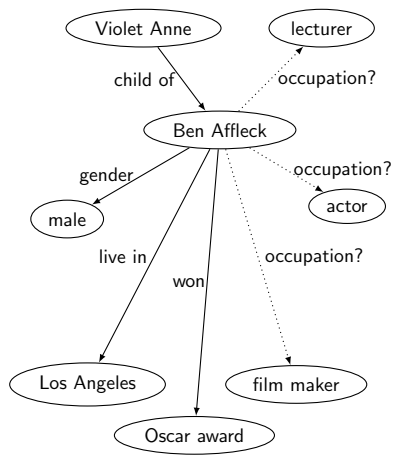 Violet Anne
lecturer
child of
occupation?
Ben Affleck
gender
occupation?
male
actor
live in
occupation?
won
Los Angeles
film maker
Oscar award